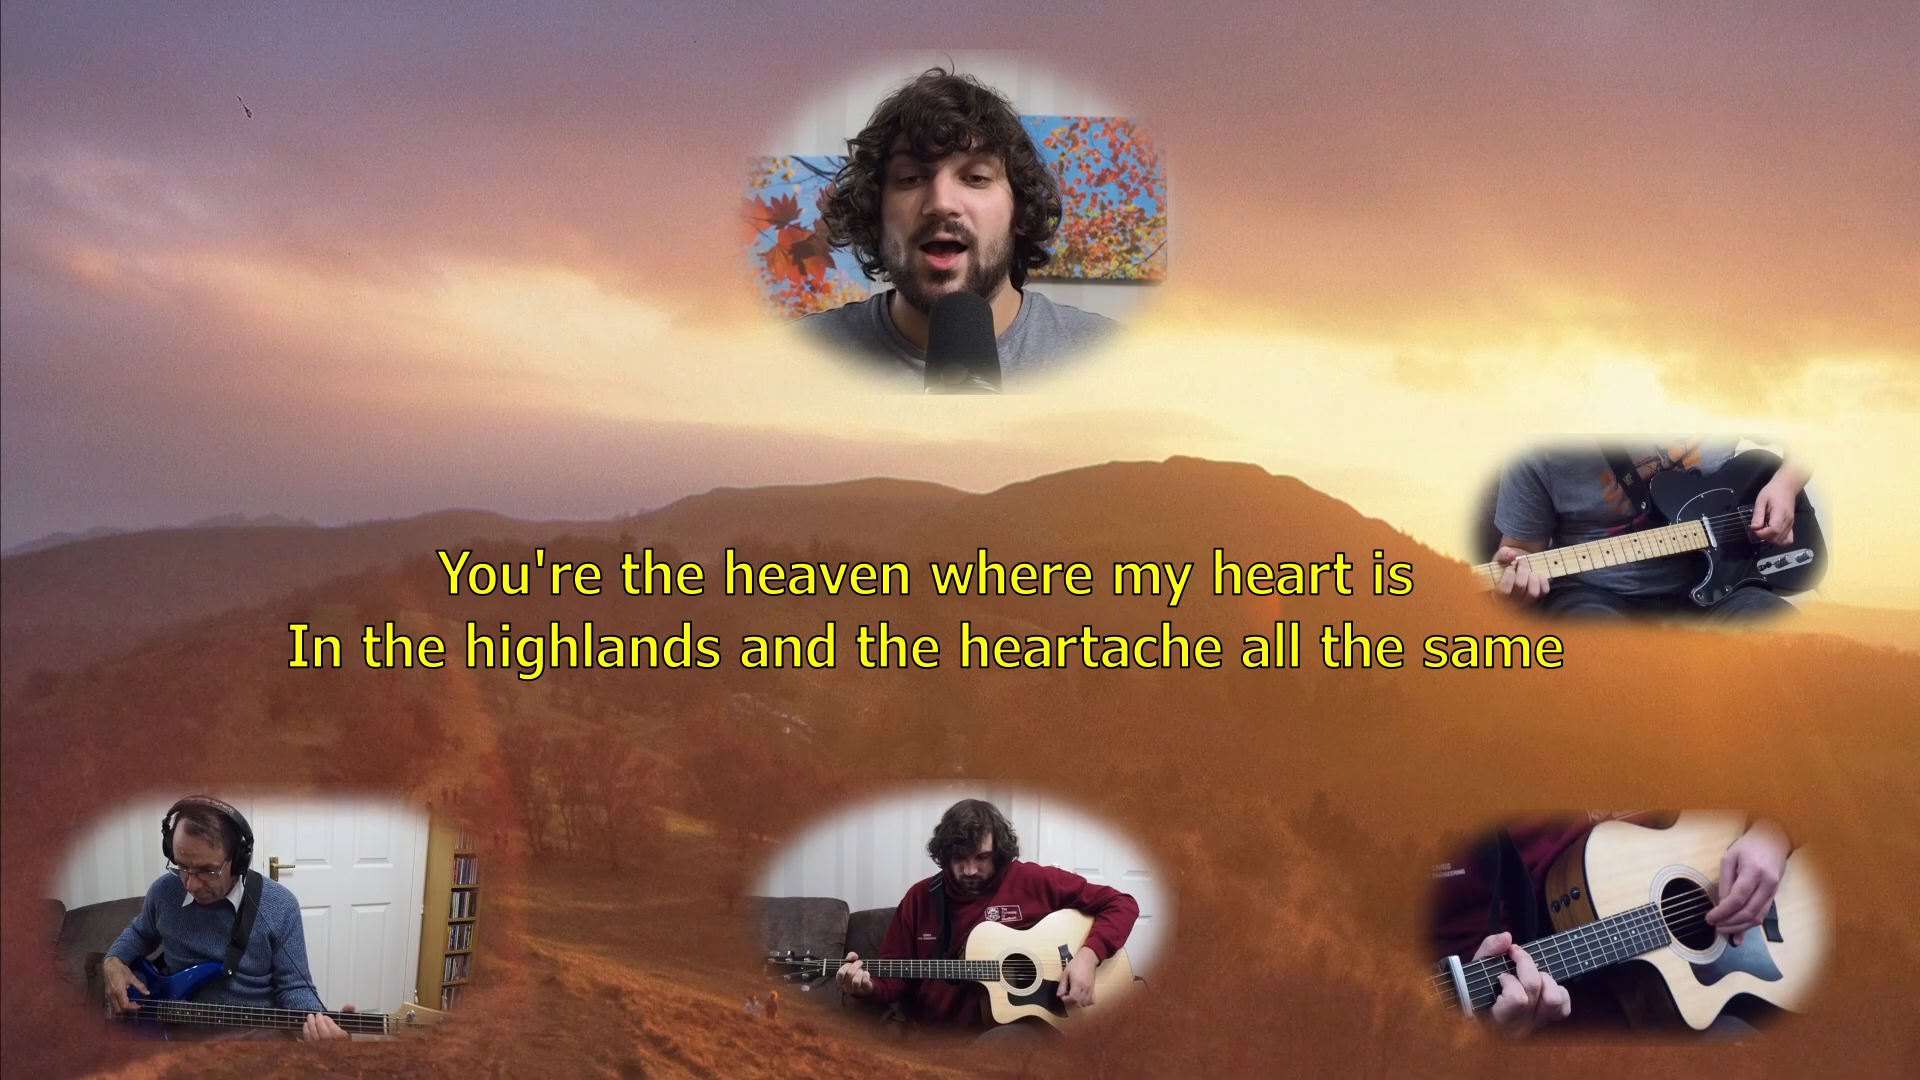 You're the heaven where my heart is
In the highlands and the heartache all the same